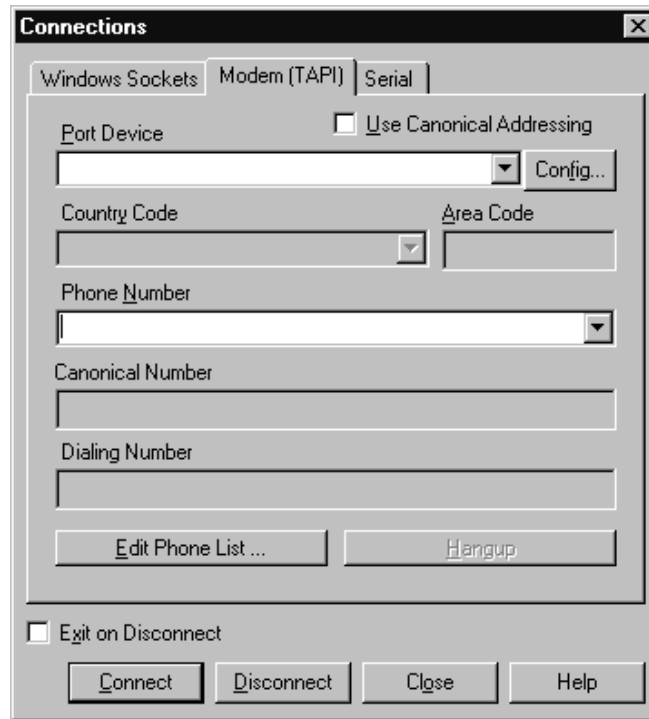 Connections
Windows Sockets Modem (TAPI) Serial
Use Canonical Addressing
Port Device
Config...
Country Code Area Code
Phone Number
Canonical Number
Dialing Number
Edit Phone List ... Hangup
Exit on Disconnect
Connect Disconnect Close Help